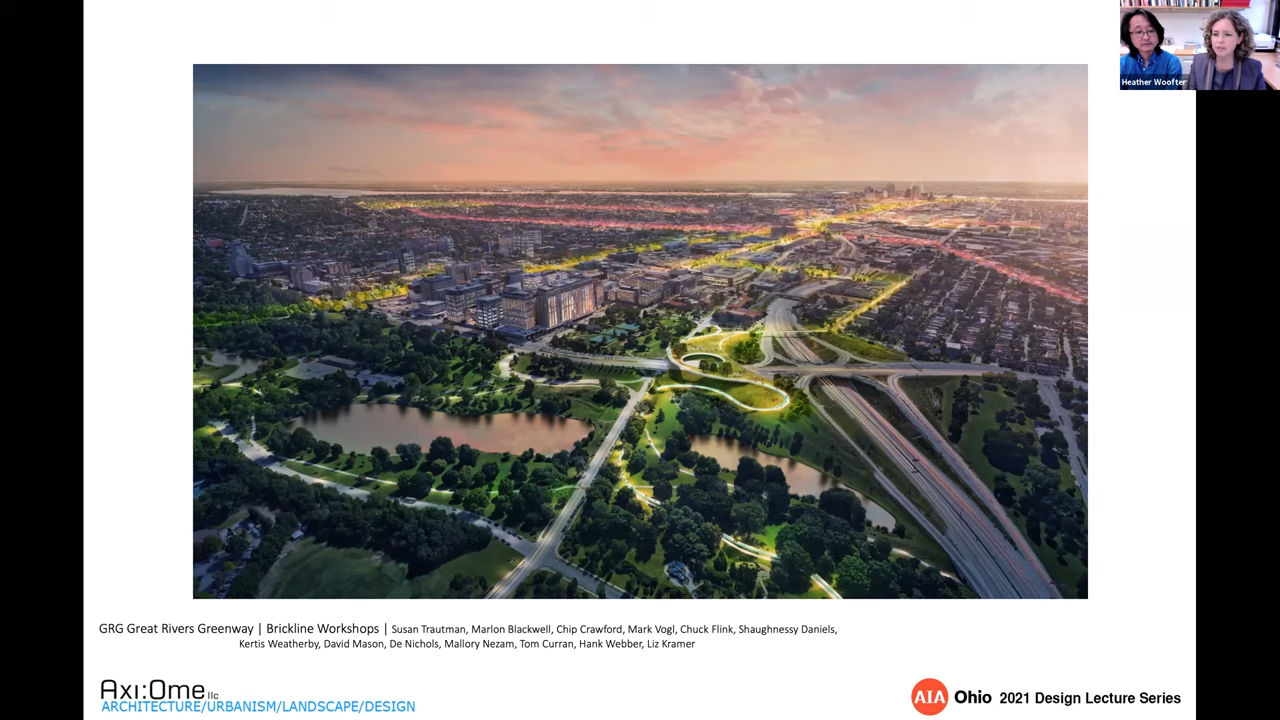 Heather Woofter
GRG Great Rivers Greenway | Brickline Workshops | Susan Trautman, Marlon Blackwell, Chip Crawford, Mark Vogl, Chuck Flink, Shaughnessy Daniels,
Kertis Weatherby, David Mason, De Nichols, Mallory Nezam, Tom Curran, Hank Webber, Liz Kramer
Axi:Ome llc
ARCHITECTURE/URBANISM/LANDSCAPE/DESIGN
AIA Ohio 2021 Design Lecture Series